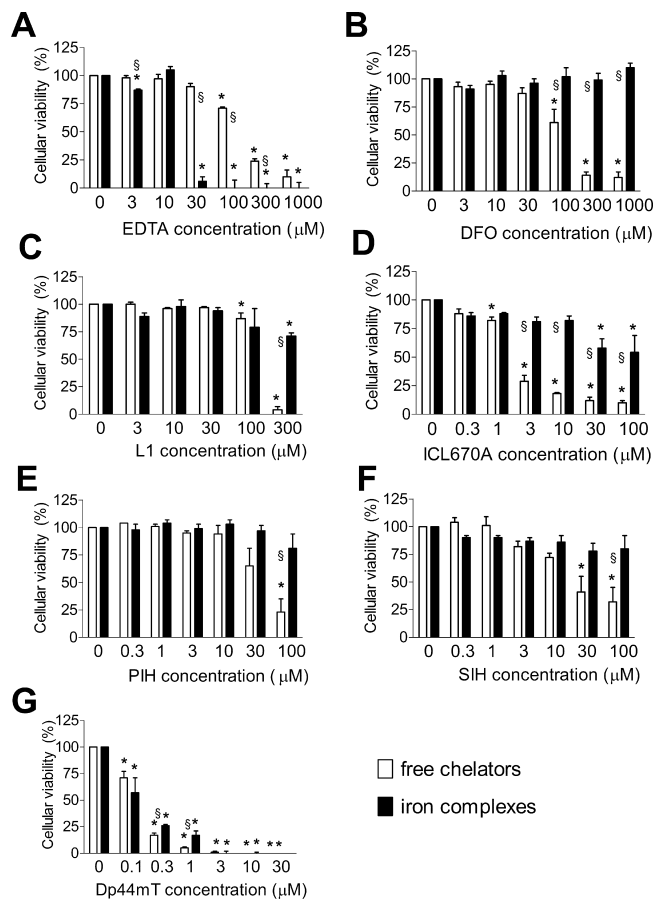 A
Cellular viability (%)
125
100
75
50
25
0
§
*
§
*
*
§
*
§
*
*
*
0 3 10 30 100 300 1000
EDTA concentration (μM)
B
Cellular viability (%)
125
100
75
50
25
0
§
*
§
*
§
*
0 3 10 30 100 300 1000
DFO concentration (μM)
C
Cellular viability (%)
125
100
75
50
25
0
*
§
*
*
0 3 10 30 100 300
L1 concentration (μM)
D
Cellular viability (%)
125
100
75
50
25
0
*
§
*
§
*
*
§
*
*
§
*
0 0.3 1 3 10 30 100
ICL670A concentration (μM)
E
Cellular viability (%)
125
100
75
50
25
0
§
*
0 0.3 1 3 10 30 100
PIH concentration (μM)
F
Cellular viability (%)
125
100
75
50
25
0
*
§
*
0 0.3 1 3 10 30 100
SIH concentration (μM)
G
Cellular viability (%)
125
100
75
50
25
0
* *
§
* *
§
* *
** ** **
0 0.1 0.3 1 3 10 30
Dp44mT concentration (μM)
free chelators
iron complexes